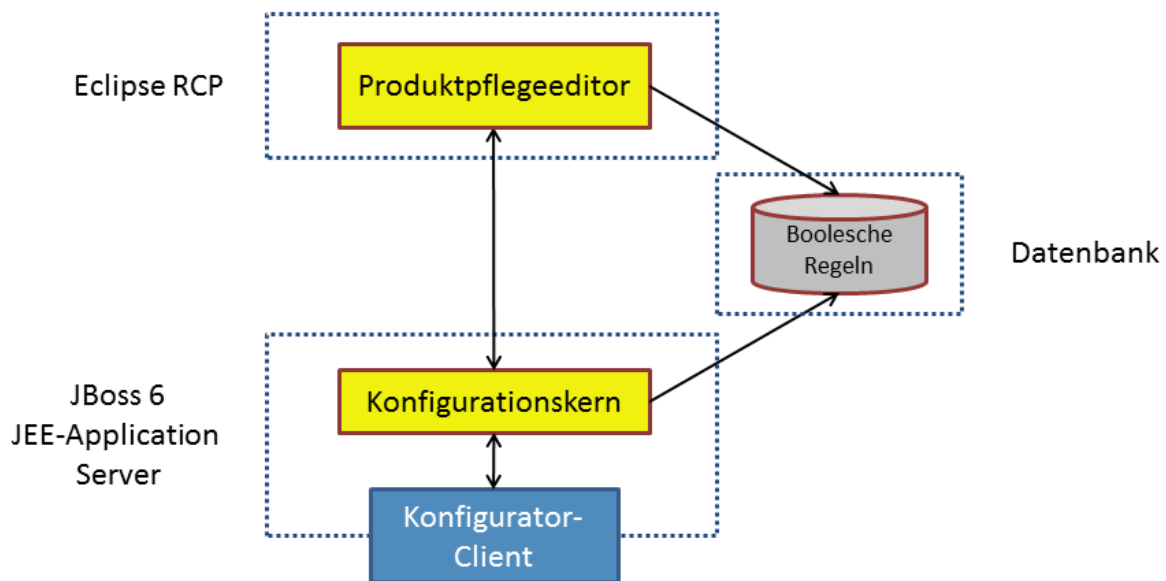 Eclipse RCP
Produktpflegeeditor
Boolesche
Regeln
Datenbank
JBoss 6
JEE-Application
Server
Konfigurationskern
Konfigurator-
Client